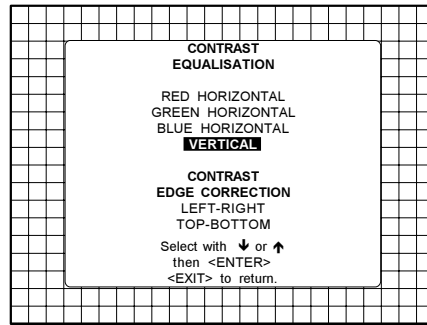 CONTRAST
EQUALISATION
RED HORIZONTAL
GREEN HORIZONTAL
BLUE HORIZONTAL
VERTICAL
CONTRAST
EDGE CORRECTION
LEFT-RIGHT
TOP-BOTTOM
Select with ↓ or ↑
then <ENTER>
<EXIT> to return.